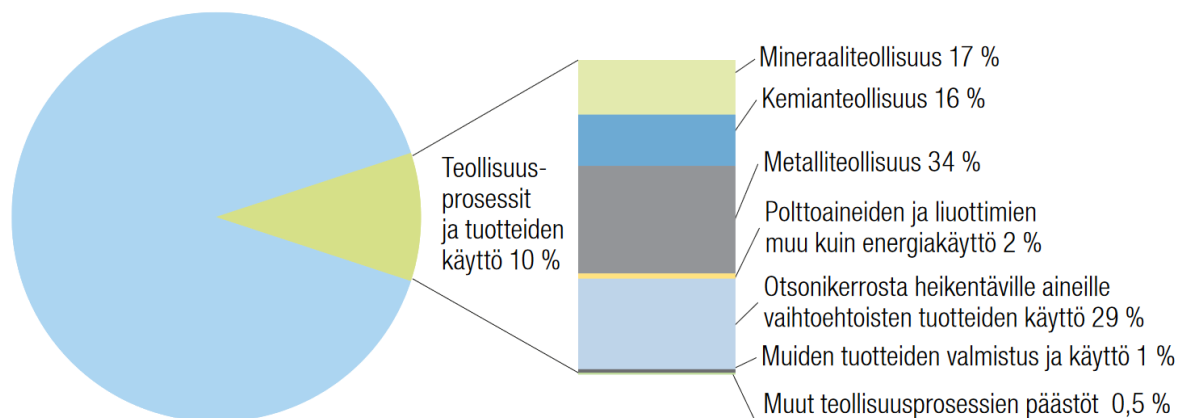 Teollisuus-
prosessit
ja tuotteiden
käyttö 10 %
Mineraaliteollisuus 17 %
Kemianteollisuus 16 %
Metalliteollisuus 34 %
Polttoaineiden ja liuottimien
muu kuin energiakäyttö 2 %
Otsonikerrosta heikentäville aineille
vaihtoehtoisten tuotteiden käyttö 29 %
Muiden tuotteiden valmistus ja käyttö 1 %
Muut teollisuusprosessien päästöt 0,5 %